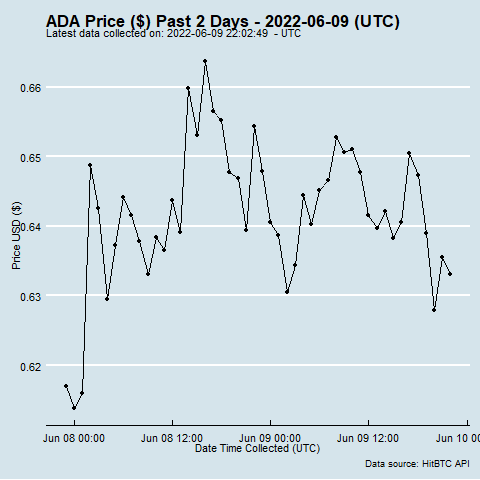 ADA Price ($) Past 2 Days - 2022-06-09 (UTC)
Latest data collected on: 2022-06-09 22:02:49 - UTC
0.66
0.65
0.64
0.63
0.62
Price USD ($)
Jun 08 00:00 Jun 08 12:00 Jun 09 00:00 Jun 09 12:00 Jun 10 00
Date Time Collected (UTC)
Data source: HitBTC API